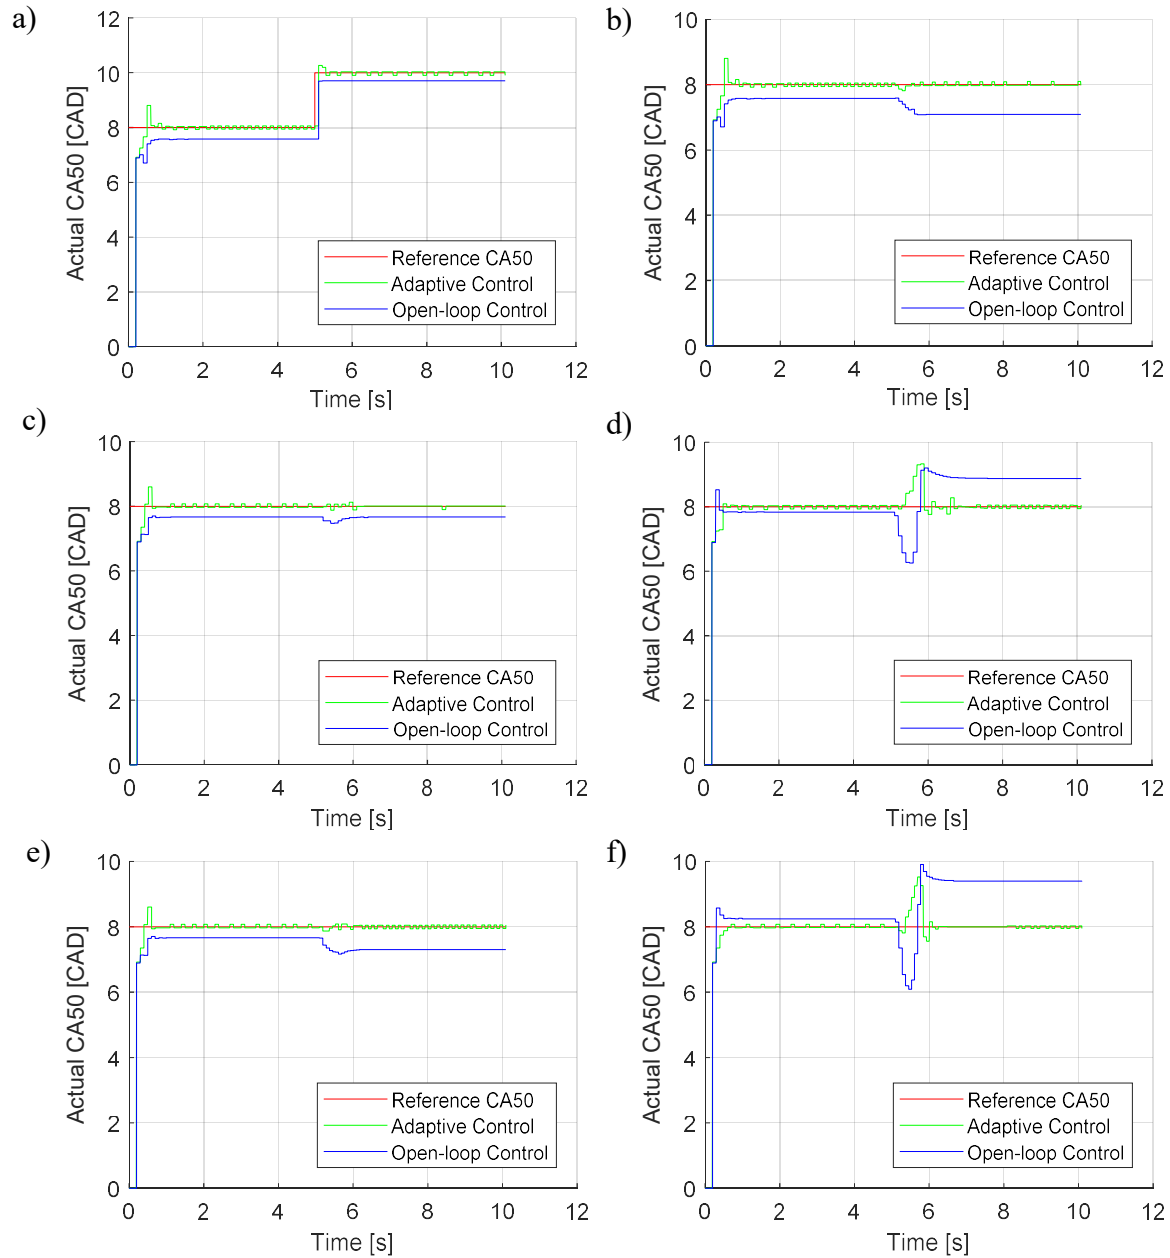 a)
12
10
8
6
4
2
0
Actual CA50 [CAD]
Reference CA50
Adaptive Control
Open-loop Control
0 2 4 6 8 10 12
Time [s]
b)
10
8
6
4
2
0
Actual CA50 [CAD]
Reference CA50
Adaptive Control
Open-loop Control
0 2 4 6 8 10 12
Time [s]
c)
10
8
6
4
2
0
Actual CA50 [CAD]
Reference CA50
Adaptive Control
Open-loop Control
0 2 4 6 8 10 12
Time [s]
d)
10
8
6
4
2
0
Actual CA50 [CAD]
Reference CA50
Adaptive Control
Open-loop Control
0 2 4 6 8 10 12
Time [s]
e)
10
8
6
4
2
0
Actual CA50 [CAD]
Reference CA50
Adaptive Control
Open-loop Control
0 2 4 6 8 10 12
Time [s]
f)
10
8
6
4
2
0
Actual CA50 [CAD]
Reference CA50
Adaptive Control
Open-loop Control
0 2 4 6 8 10 12
Time [s]